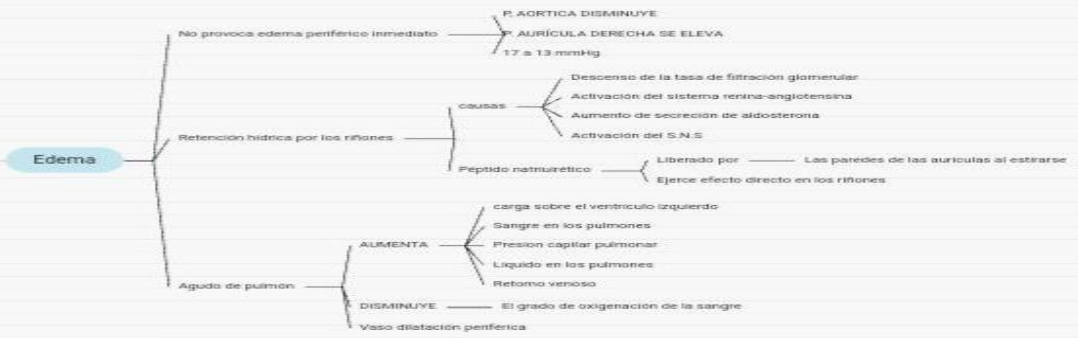 Edema
No provoca edema periférico inmediato
P. AORTICA DISMINUYE
P. AURÍCULA DERECHA SE ELEVA
17 a 13 mmHg
Retención hídrica por los riñones
causas
Descenso de la tasa de filtración glomerular
Activación del sistema renina-angiotensina
Aumento de secreción de aldosterona
Activación del S.N.S
Péptido natriurético
Liberado por
Las paredes de las aurículas al estirarse
Ejerce efecto directo en los riñones
Agudo de pulmón
AUMENTA
carga sobre el ventrículo izquierdo
Sangre en los pulmones
Presion capilar pulmonar
Líquido en los pulmones
Retorno venoso
DISMINUYE
El grado de oxigenación de la sangre
Vaso dilatación periférica